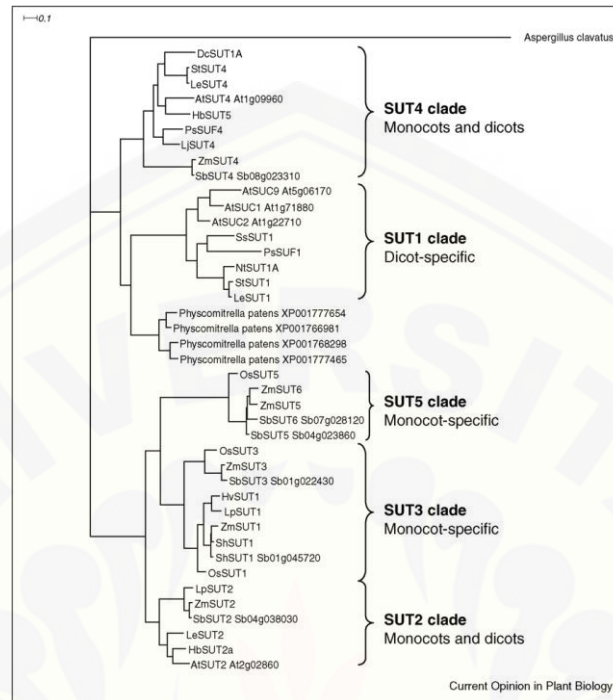 0.1
Aspergillus clavatus
DcSUT1A
StSUT4
LeSUT4
AtSUT4 At1g09960
HbSUT5
PsSUF4
LjSUT4
ZmSUT4
SbSUT4 Sb08g023310
SUT4 clade
Monocots and dicots
AtSUC9 At5g06170
AtSUC1 At1g71880
AtSUC2 At1g22710
SsSUT1
PsSUF1
NtSUT1A
StSUT1
LeSUT1
SUT1 clade
Dicot-specific
Physcomitrella patens XP001777654
Physcomitrella patens XP001766981
Physcomitrella patens XP001768298
Physcomitrella patens XP001777465
OsSUT5
ZmSUT6
ZmSUT5
SbSUT6 Sb07g028120
SbSUT5 Sb04g023860
SUT5 clade
Monocot-specific
OsSUT3
ZmSUT3
SbSUT3 Sb01g022430
HvSUT1
LpSUT1
ZmSUT1
ShSUT1
ShSUT1 Sb01g045720
OsSUT1
SUT3 clade
Monocot-specific
LpSUT2
ZmSUT2
SbSUT2 Sb04g038030
LeSUT2
HbSUT2a
AtSUT2 At2g02860
SUT2 clade
Monocots and dicots
Current Opinion in Plant Biology